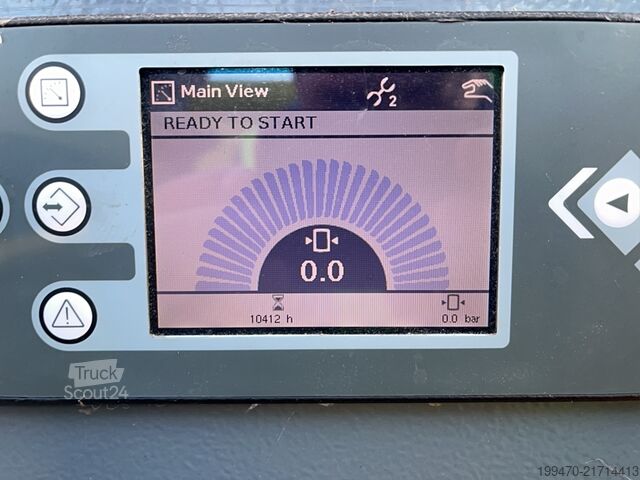 Main View
2
READY TO START
0.0
10412 h
0.0 bar
Truck
Scout24
199470-21714413